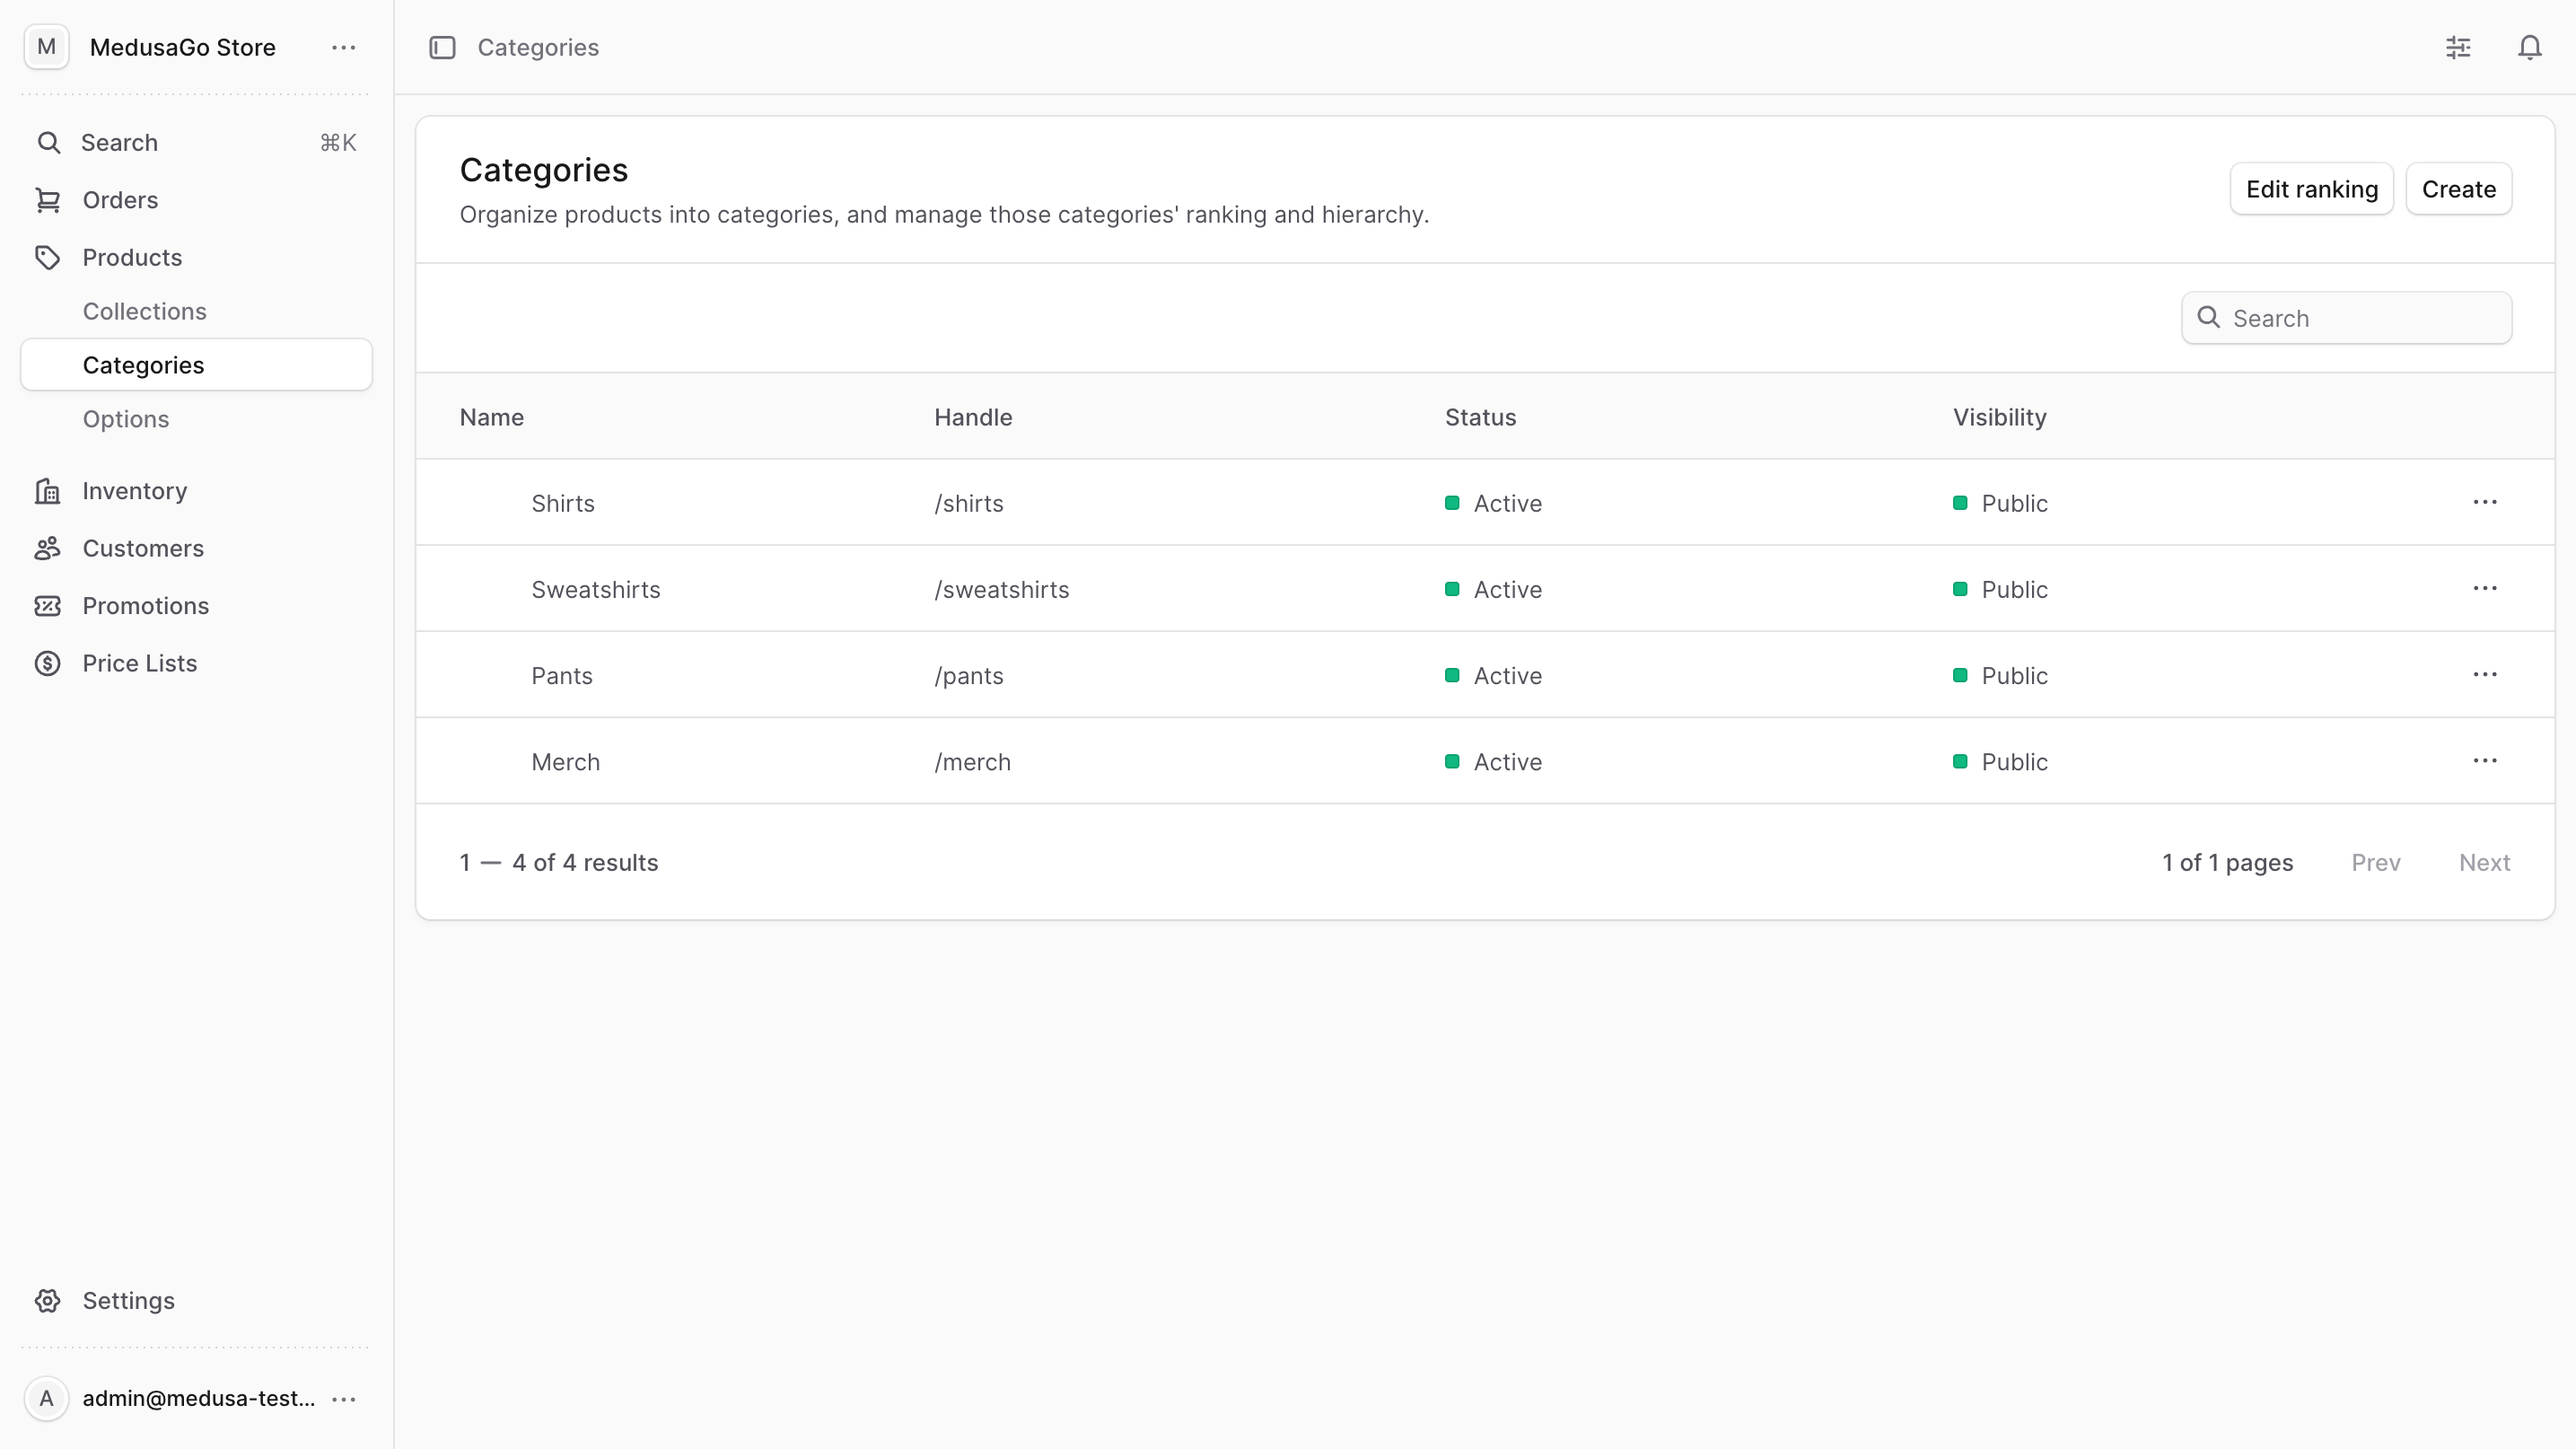 M MedusaGo Store
Search ⌘K
Orders
Products
Collections
Categories
Options
Inventory
Customers
Promotions
Price Lists
Settings
A admin@medusa-test...
Categories
Categories
Organize products into categories, and manage those categories' ranking and hierarchy.
Edit ranking Create
Search
Name Handle Status Visibility
Shirts /shirts Active Public
Sweatshirts /sweatshirts Active Public
Pants /pants Active Public
Merch /merch Active Public
1 — 4 of 4 results 1 of 1 pages Prev Next